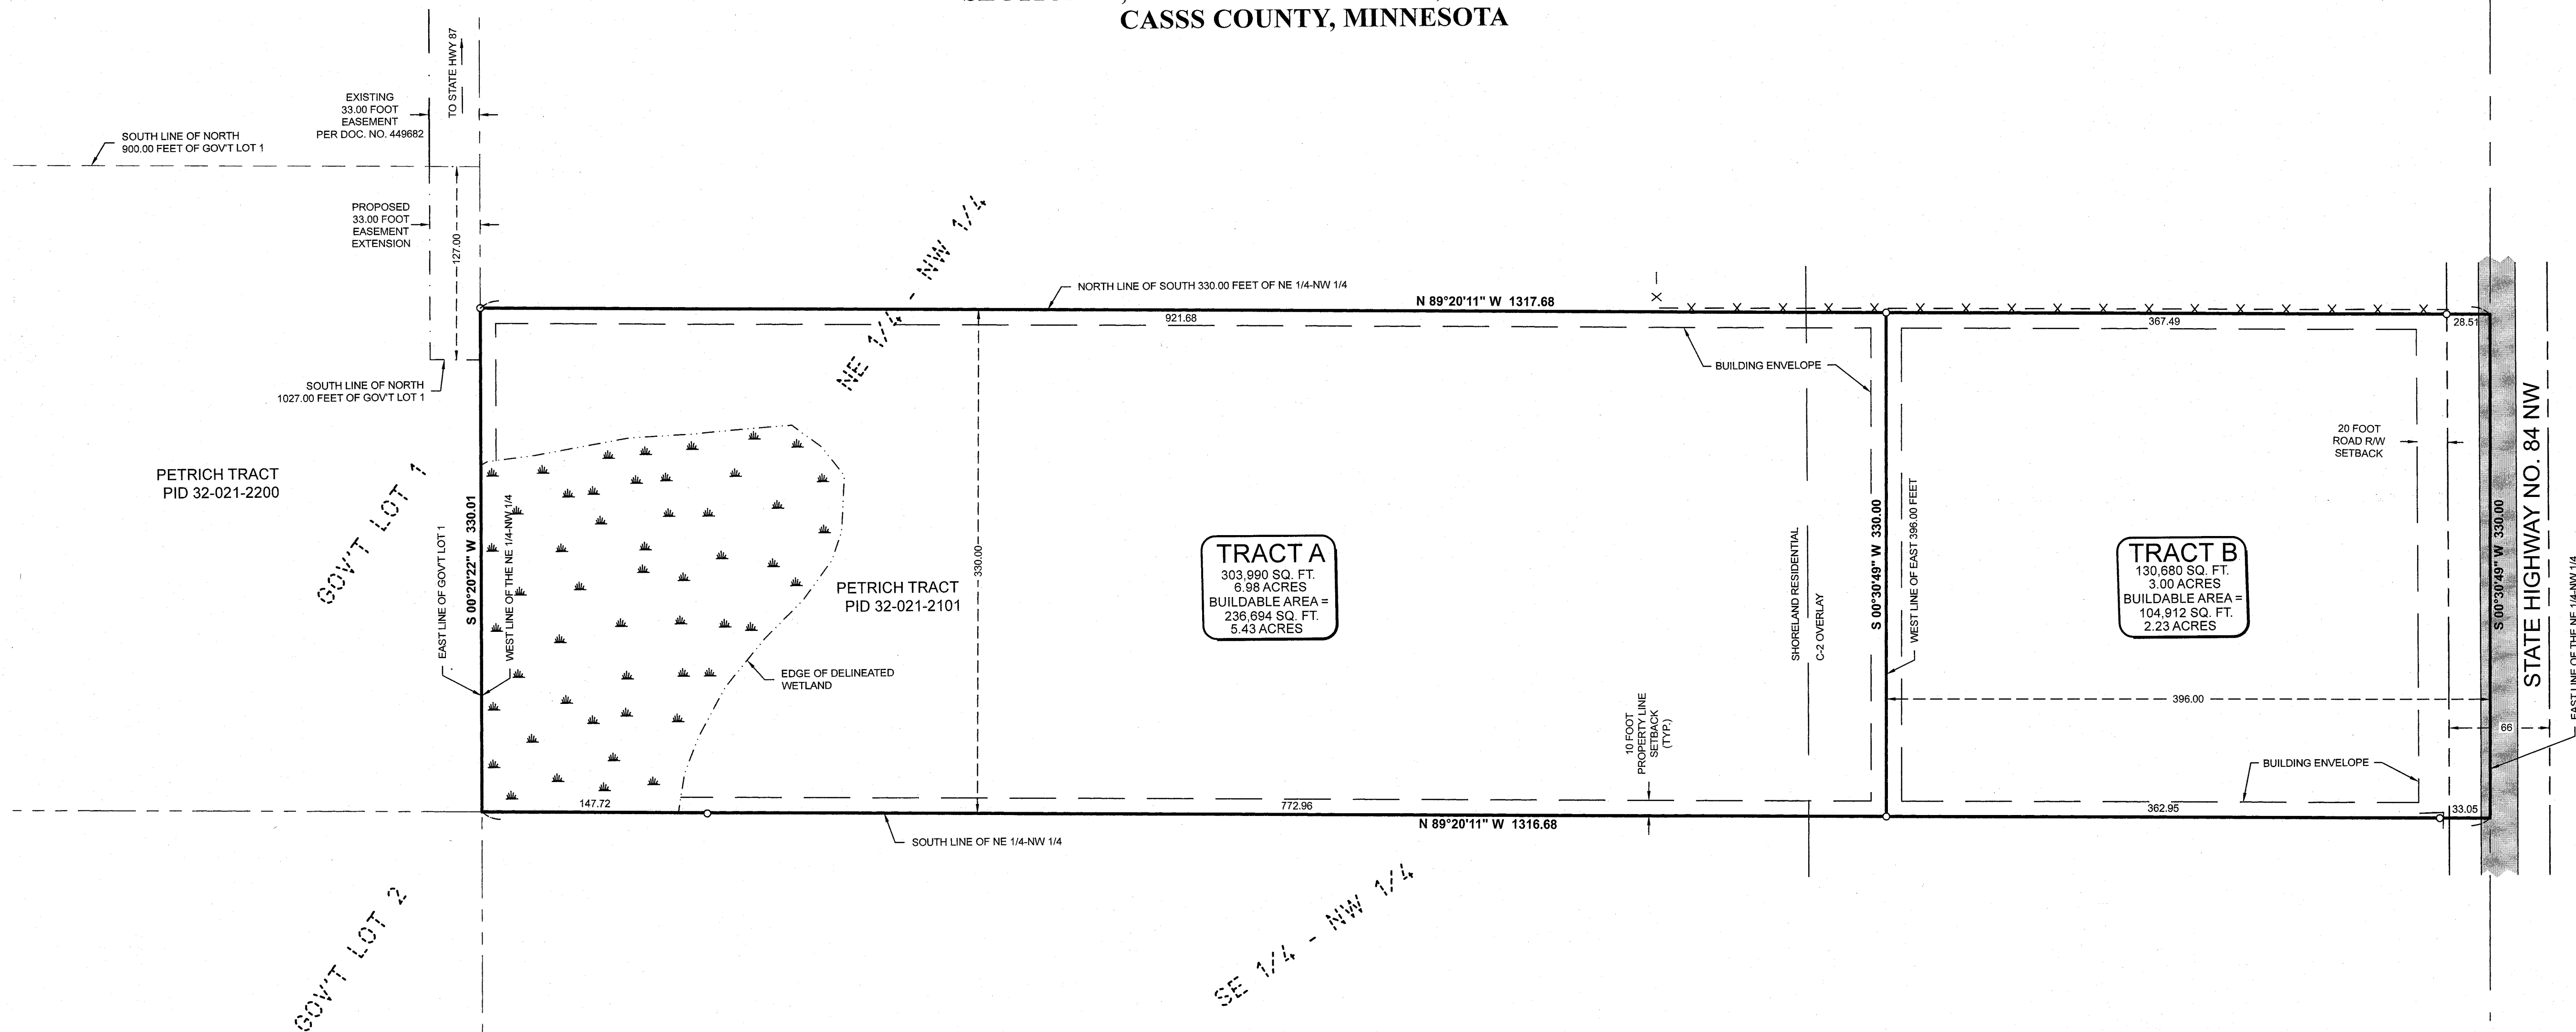 CASSS COUNTY, MINNESOTA
TO STATE HWY 87
EXISTING
33.00 FOOT
EASEMENT
PER DOC. NO. 449682
SOUTH LINE OF NORTH
900.00 FEET OF GOV'T LOT 1
PROPOSED
33.00 FOOT
EASEMENT
EXTENSION
127.00
SOUTH LINE OF NORTH
1027.00 FEET OF GOV'T LOT 1
NE 1/4 - NW 1/4
NORTH LINE OF SOUTH 330.00 FEET OF NE 1/4-NW 1/4
N 89°20'11" W 1317.68
921.68
367.49
28.51
BUILDING ENVELOPE
20 FOOT
ROAD R/W
SETBACK
STATE HIGHWAY NO. 84 NW
PETRICH TRACT
PID 32-021-2200
GOV'T LOT 1
EAST LINE OF GOV'T LOT 1
S 00°20'22" W 330.01
WEST LINE OF THE NE 1/4-NW 1/4
PETRICH TRACT
PID 32-021-2101
330.00
EDGE OF DELINEATED
WETLAND
TRACT A
303,990 SQ. FT.
6.98 ACRES
BUILDABLE AREA =
236,694 SQ. FT.
5.43 ACRES
SHORELAND RESIDENTIAL
C-2 OVERLAY
S 00°30'49" W 330.00
WEST LINE OF EAST 396.00 FEET
TRACT B
130,680 SQ. FT.
3.00 ACRES
BUILDABLE AREA =
104,912 SQ. FT.
2.23 ACRES
S 00°30'49" W 330.00
EAST LINE OF THE NE 1/4-NW 1/4
396.00
66
10 FOOT
PROPERTY LINE
SETBACK
(TYP.)
BUILDING ENVELOPE
147.72
772.96
362.95
33.05
N 89°20'11" W 1316.68
SOUTH LINE OF NE 1/4-NW 1/4
GOV'T LOT 2
SE 1/4 - NW 1/4